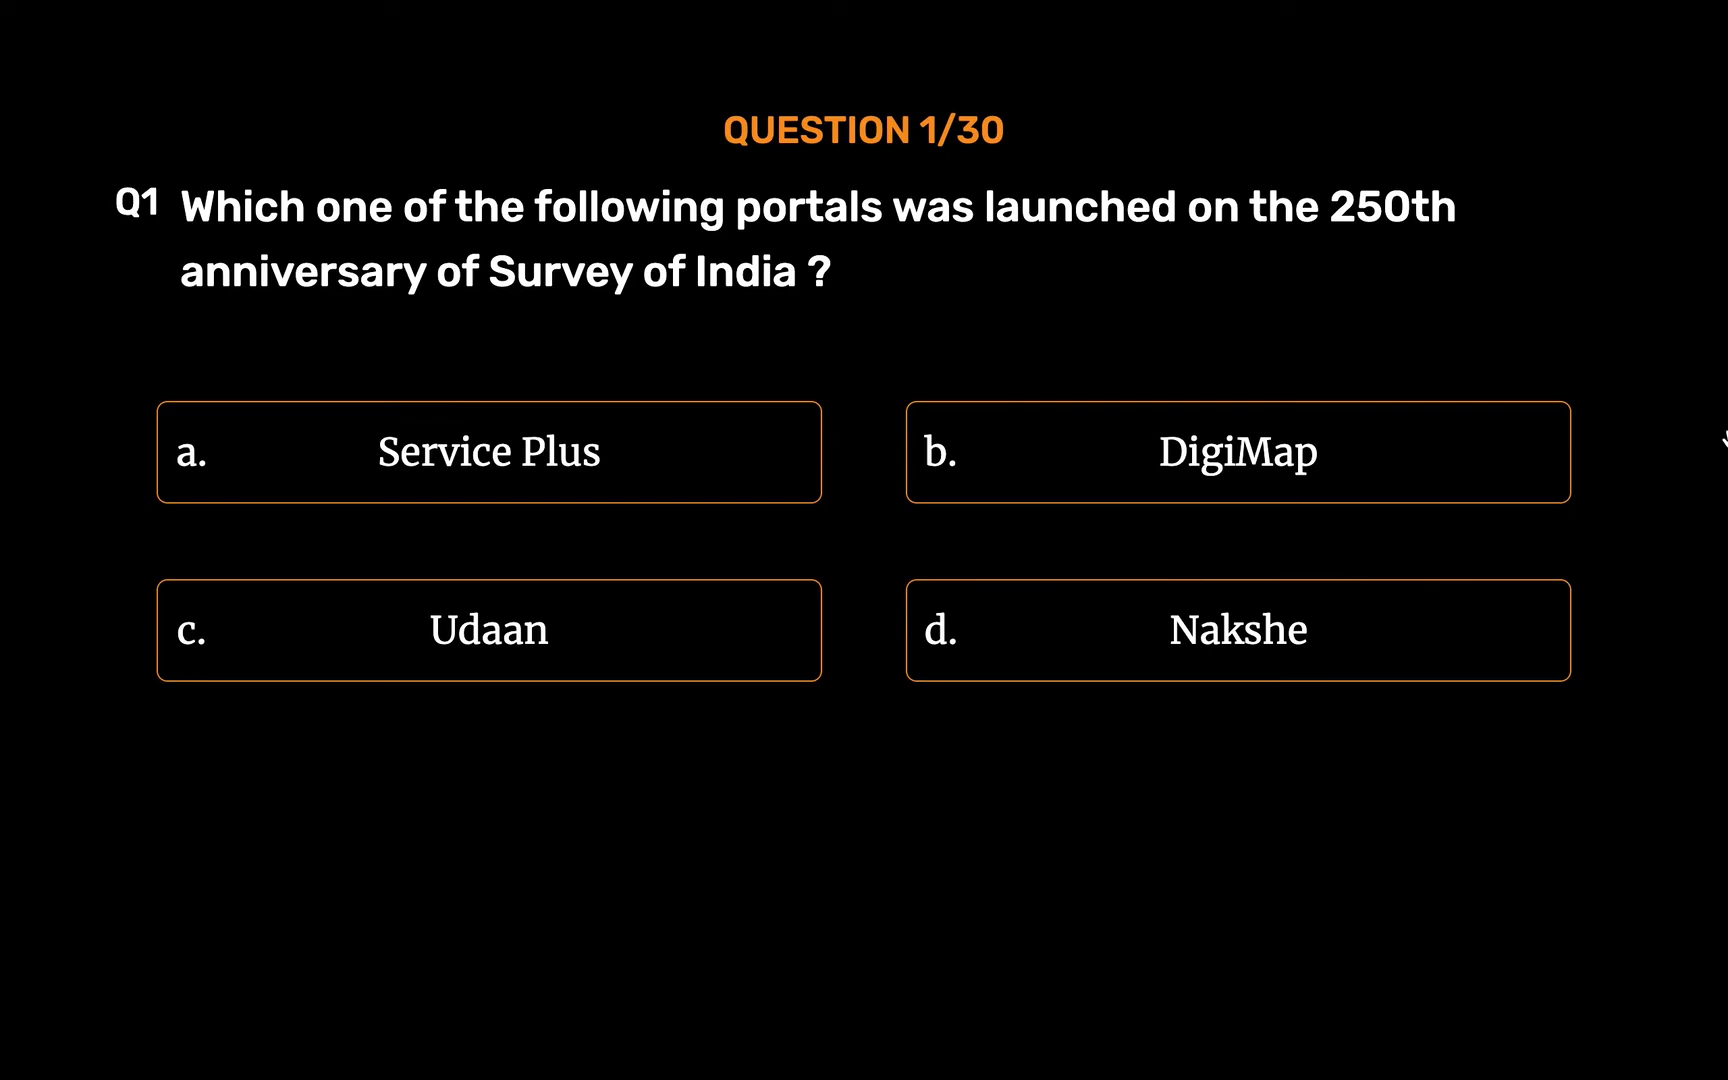 QUESTION 1/30
Q1 Which one of the following portals was launched on the 250th
anniversary of Survey of India ?
a. Service Plus
b. DigiMap
c. Udaan
d. Nakshe